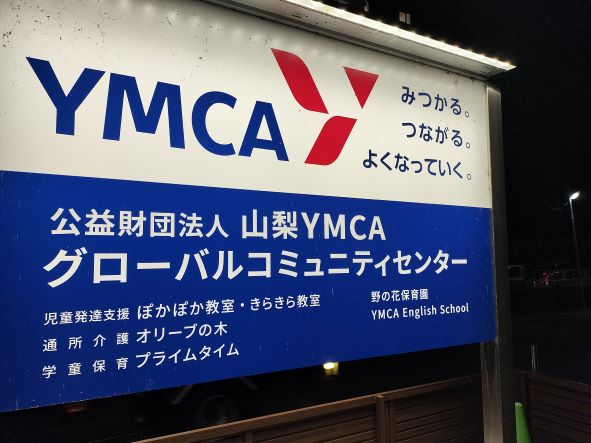 YMCA
みつかる。
つながる。
よくなっていく。
公益財団法人 山梨YMCA
グローバルコミュニティセンター
児童発達支援 ぽかぽか教室・きらきら教室
通所介護 オリーブの木
学童保育 プライムタイム
野の花保育園
YMCA English School